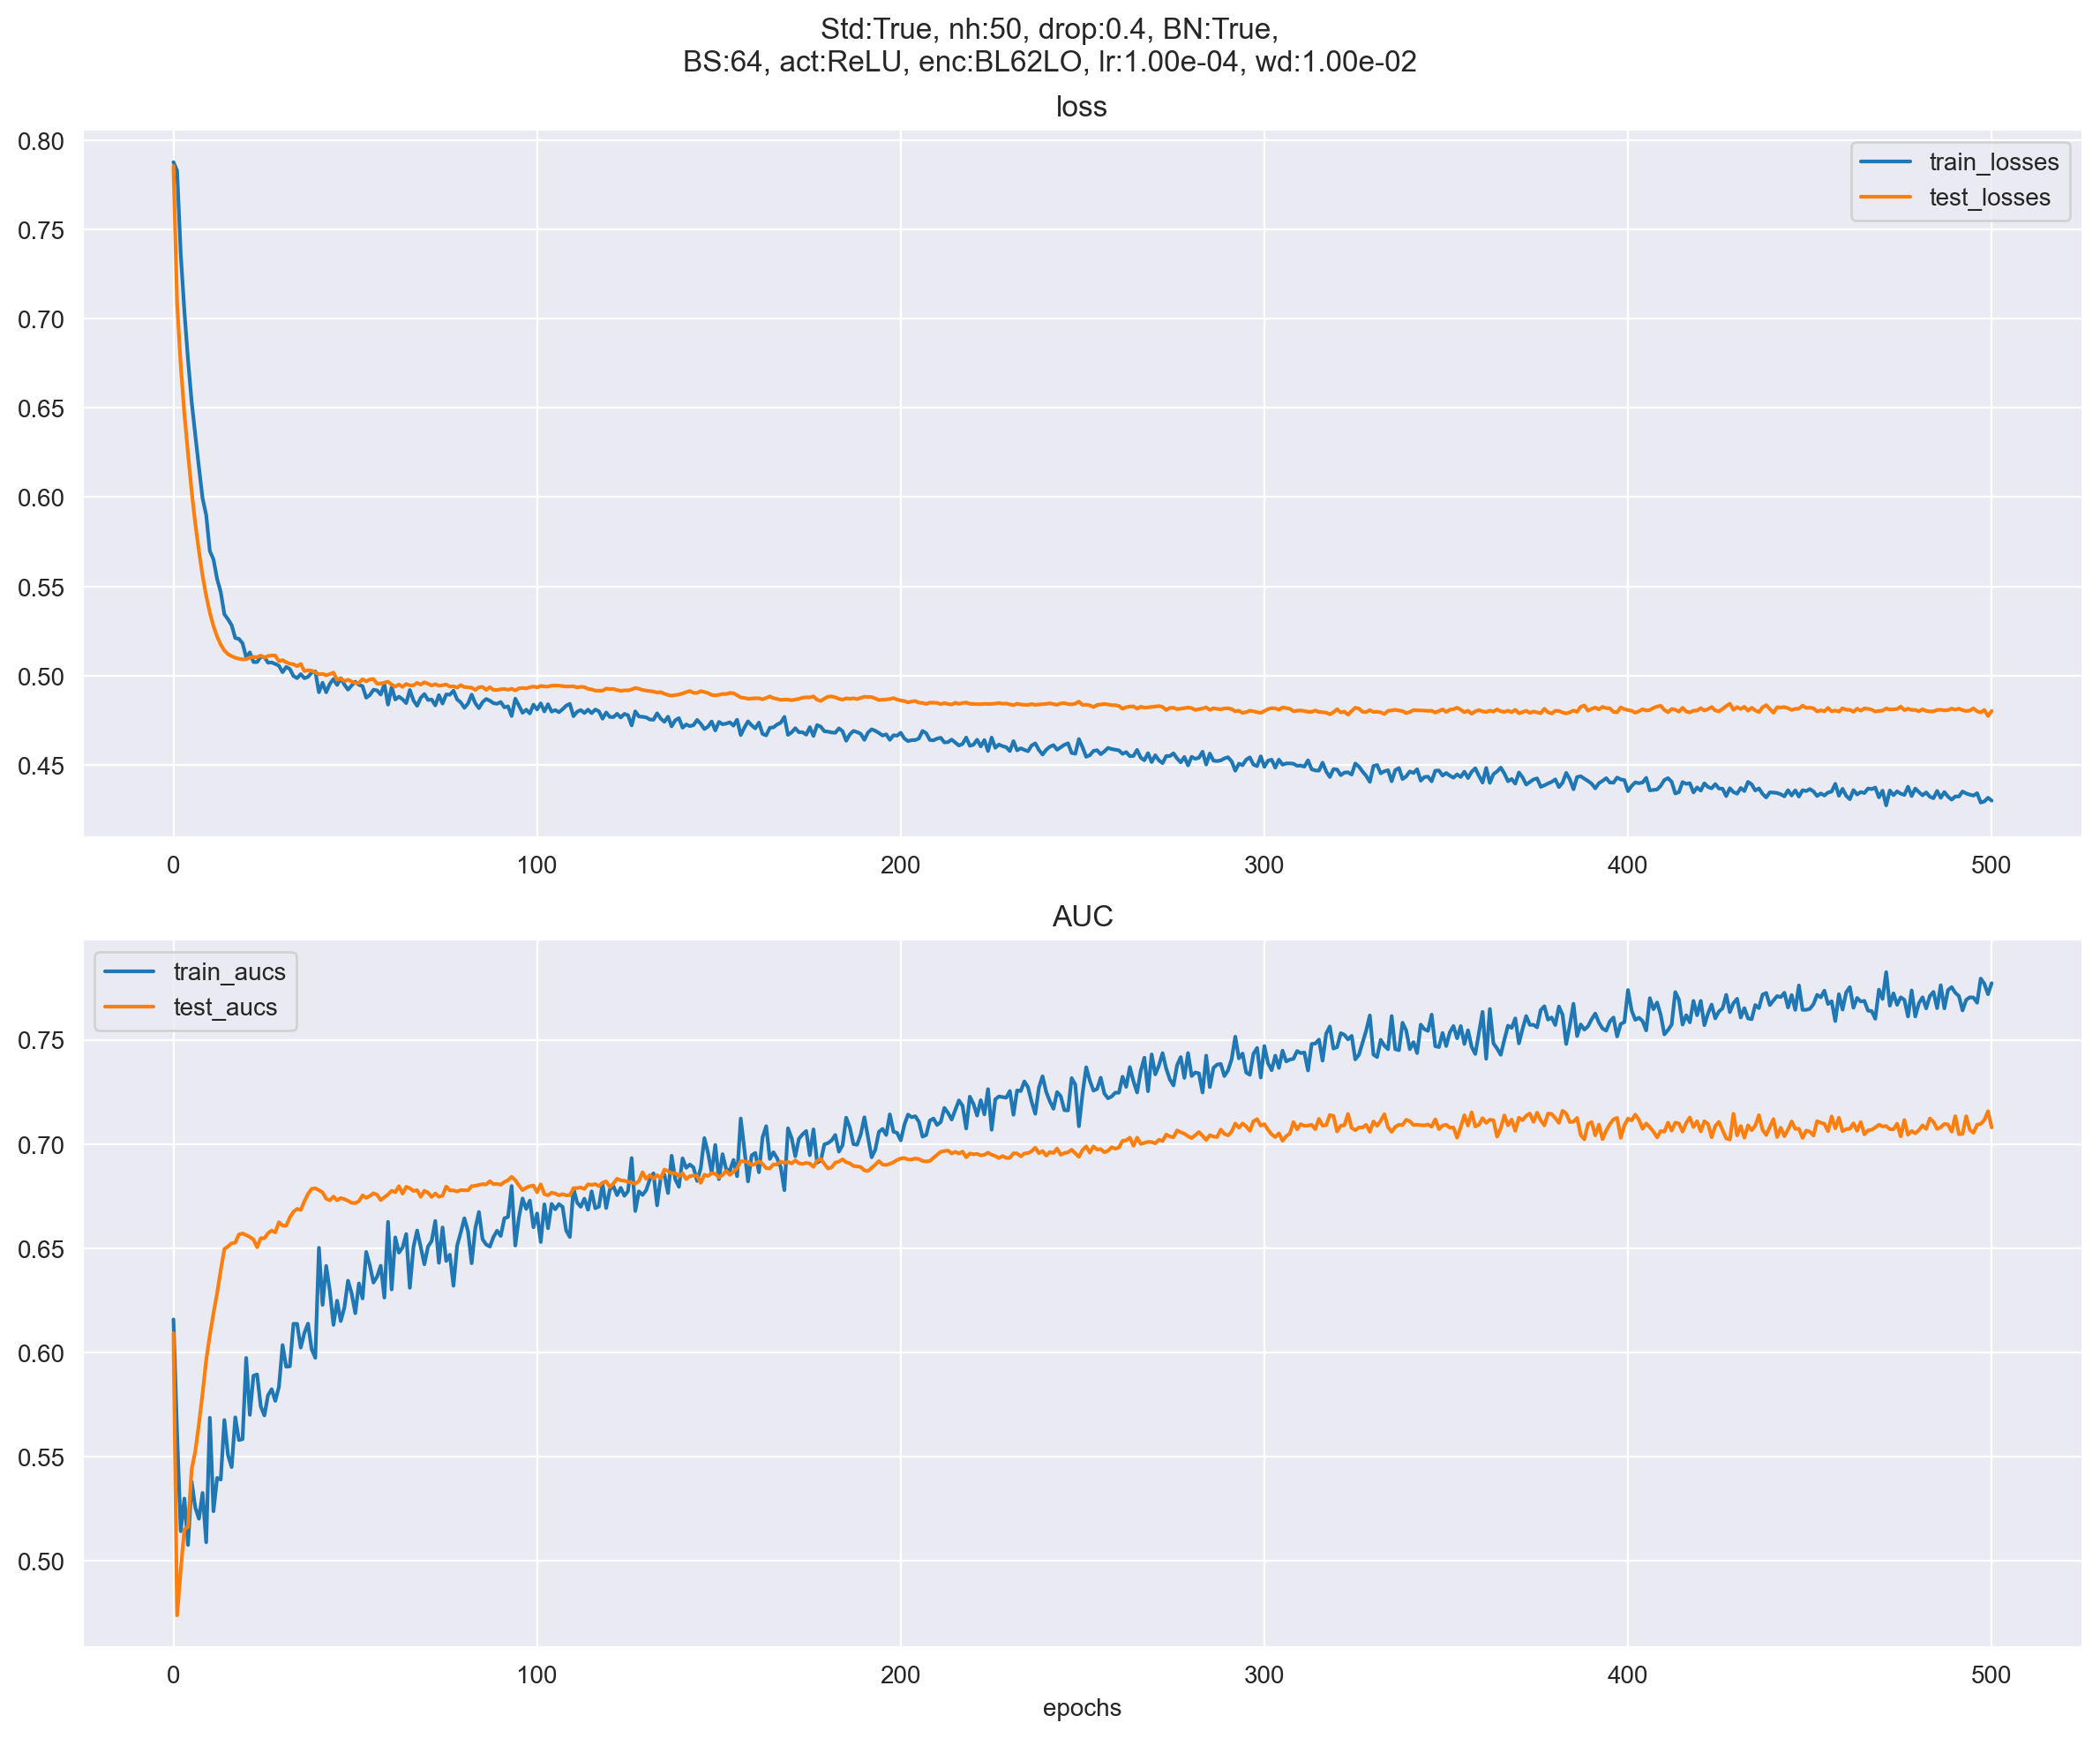 Std:True, nh:50, drop:0.4, BN:True,
BS:64, act:ReLU, enc:BL62LO, lr:1.00e-04, wd:1.00e-02
loss
0.80
0.75
0.70
0.65
0.60
0.55
0.50
0.45
train_losses
test_losses
0 100 200 300 400 500
AUC
train_aucs
test_aucs
0.75
0.70
0.65
0.60
0.55
0.50
0 100 200 300 400 500
epochs